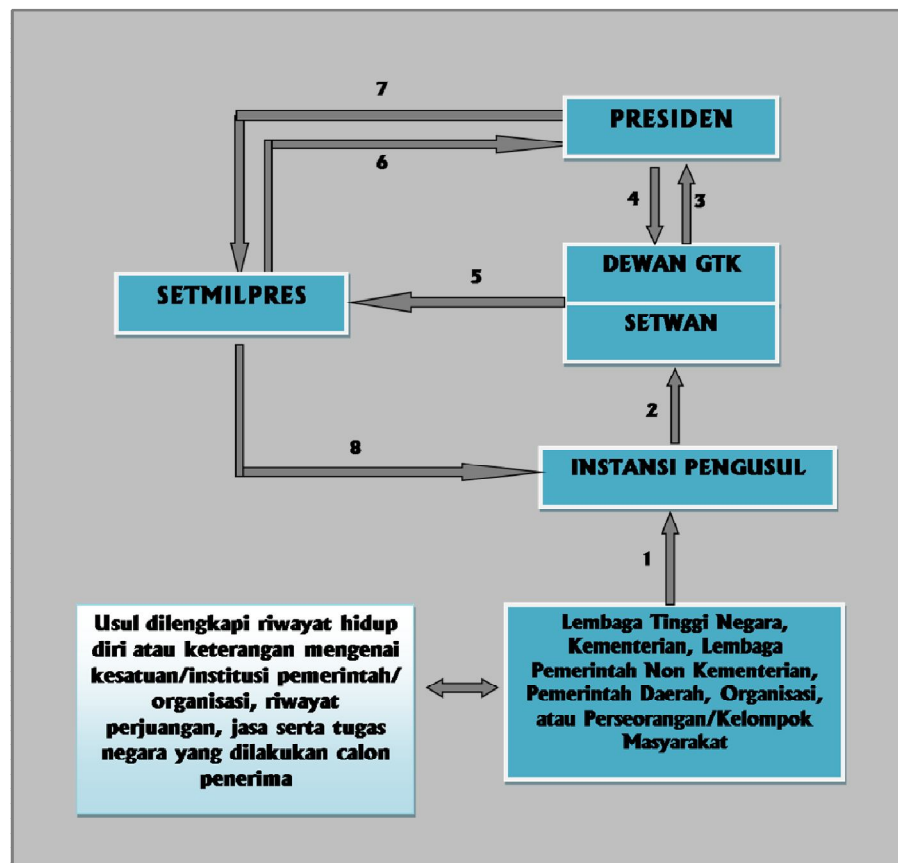 7
PRESIDEN
6
4
3
DEWAN GTK
5
SETMILPRES
SETWAN
2
8
INSTANSI PENGUSUL
1
Usul dilengkapi riwayat hidup
diri atau keterangan mengenai
kesatuan/institusi pemerintah/
organisasi, riwayat
perjuangan, jasa serta tugas
negara yang dilakukan calon
penerima
Lembaga Tinggi Negara,
Kementerian, Lembaga
Pemerintah Non Kementerian,
Pemerintah Daerah, Organisasi,
atau Perseorangan/Kelompok
Masyarakat